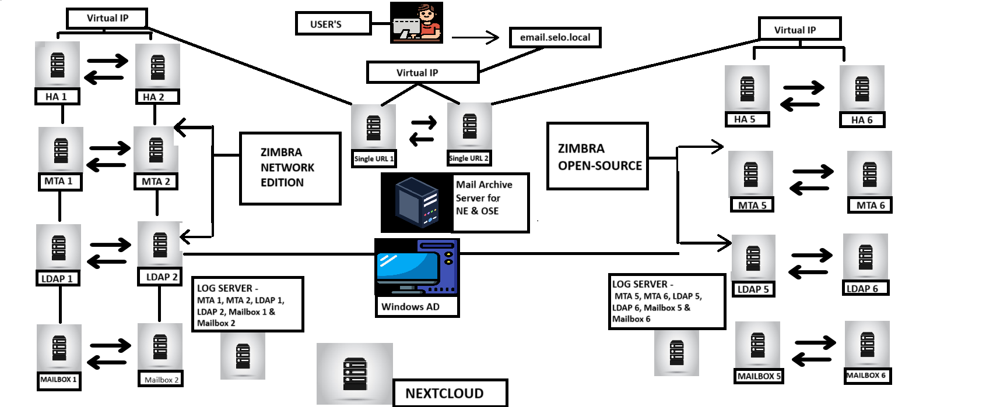 Virtual IP
USER'S
email.selo.local
Virtual IP
Virtual IP
HA 1
HA 2
HA 5
HA 6
Single URL 1
Single URL 2
ZIMBRA
NETWORK
EDITION
ZIMBRA
OPEN-SOURCE
MTA 1
MTA 2
Mail Archive
Server for
NE & OSE
MTA 5
MTA 6
LDAP 1
LDAP 2
LDAP 5
LDAP 6
LOG SERVER -
MTA 1, MTA 2, LDAP 1,
LDAP 2, Mailbox 1 &
Mailbox 2
Windows AD
LOG SERVER -
MTA 5, MTA 6, LDAP 5,
LDAP 6, Mailbox 5 &
Mailbox 6
MAILBOX 1
Mailbox 2
MAILBOX 5
MAILBOX 6
NEXTCLOUD